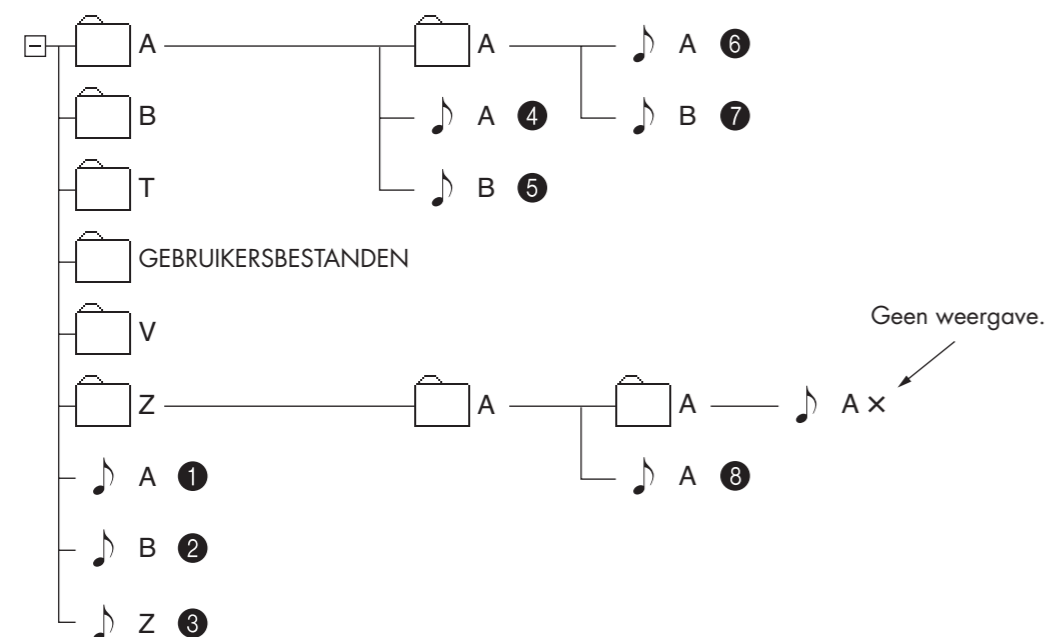 A A A 6
B A 4 B 7
T B 5
GEBRUIKERSBESTANDEN
Geen weergave.
V
Z A A A ×
A 1 A 8
B 2
Z 3